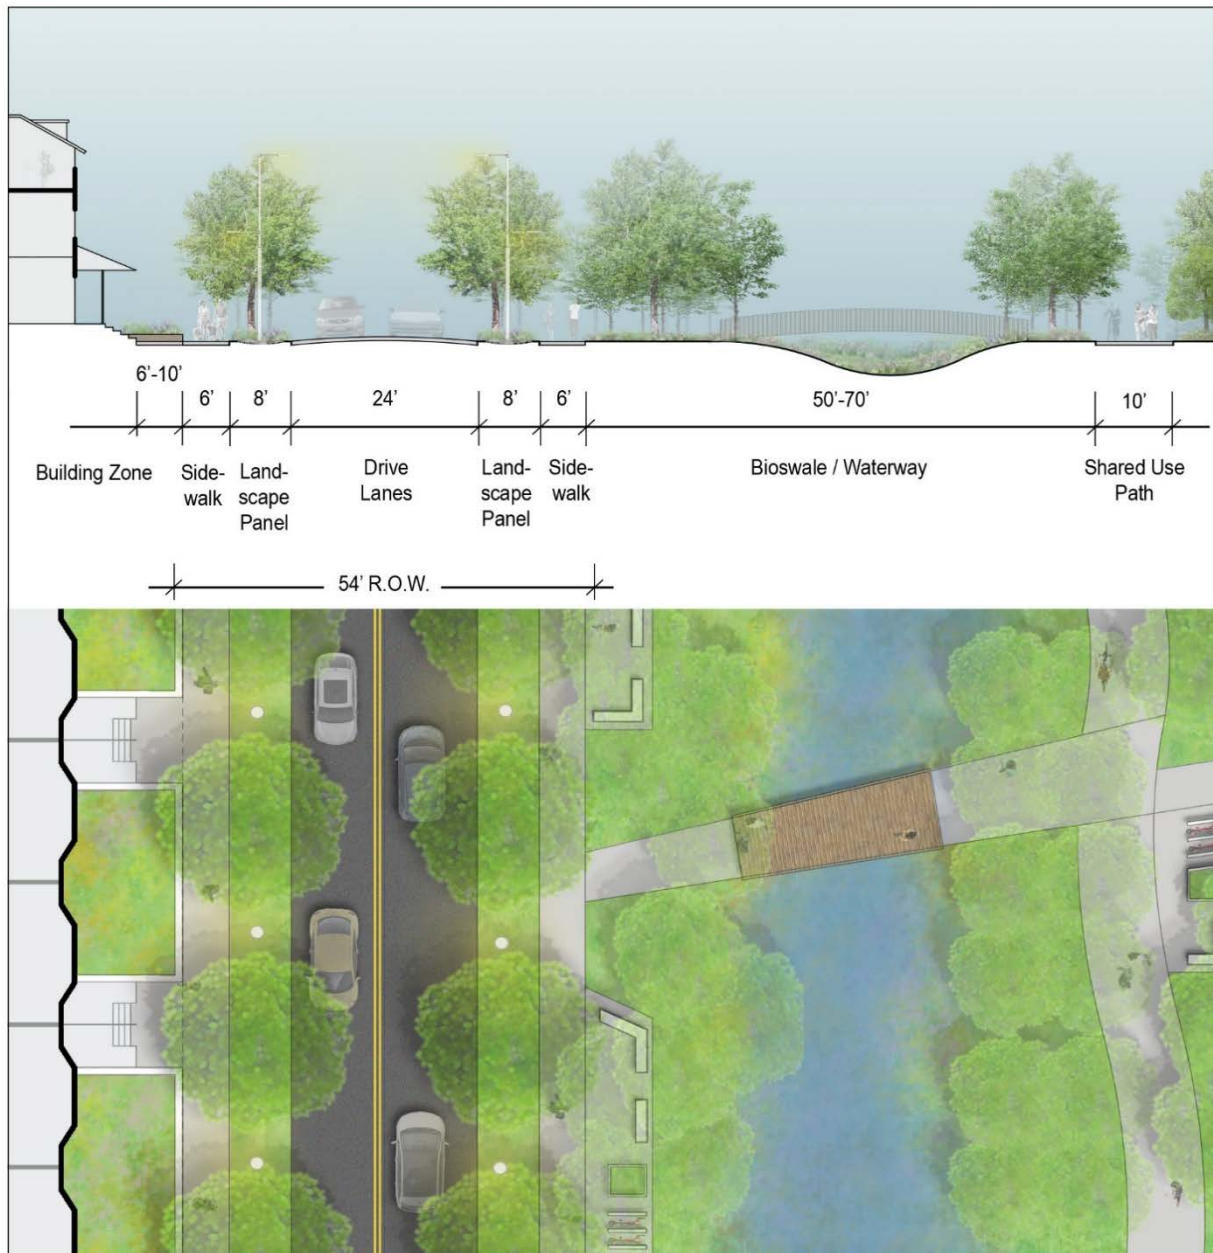 6'-10'
6'
8'
24'
8'
6'
50'-70'
10'
Building Zone
Side-
walk
Land-
scape
Panel
Drive
Lanes
Land-
scape
Panel
Side-
walk
Bioswale / Waterway
Shared Use
Path
54' R.O.W.